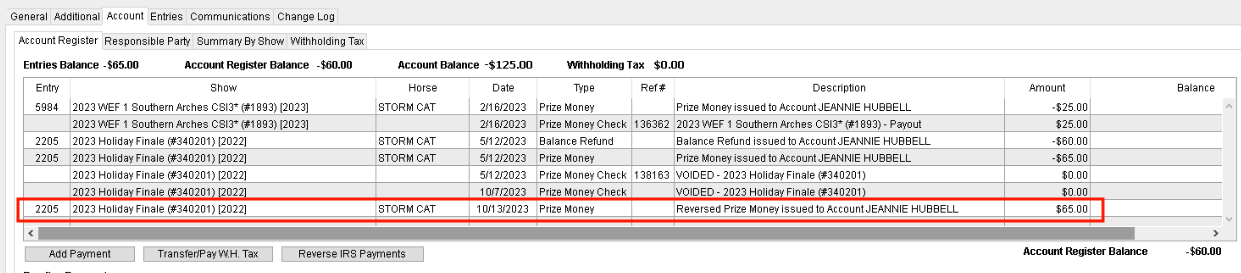 General Additional Account Entries Communications Change Log
Account Register Responsible Party Summary By Show Withholding Tax
Entries Balance -$65.00 Account Register Balance -$60.00 Account Balance -$125.00 Withholding Tax $0.00
Entry Show Horse Date Type Ref # Description Amount Balance
5984 2023 WEF 1 Southern Arches CSI3* (#1893) [2023] STORM CAT 2/16/2023 Prize Money Prize Money issued to Account JEANNIE HUBBELL -$25.00
2023 WEF 1 Southern Arches CSI3* (#1893) [2023] 2/16/2023 Prize Money Check 136362 2023 WEF 1 Southern Arches CSI3* (#1893) - Payout $25.00
2205 2023 Holiday Finale (#340201) [2022] STORM CAT 5/12/2023 Balance Refund Balance Refund issued to Account JEANNIE HUBBELL -$60.00
2205 2023 Holiday Finale (#340201) [2022] STORM CAT 5/12/2023 Prize Money Prize Money issued to Account JEANNIE HUBBELL -$65.00
2023 Holiday Finale (#340201) [2022] 5/12/2023 Prize Money Check 138163 VOIDED - 2023 Holiday Finale (#340201) $0.00
2023 Holiday Finale (#340201) [2022] 10/7/2023 Prize Money Check VOIDED - 2023 Holiday Finale (#340201) $0.00
2205 2023 Holiday Finale (#340201) [2022] STORM CAT 10/13/2023 Prize Money Reversed Prize Money issued to Account JEANNIE HUBBELL $65.00
Add Payment Transfer/Pay W.H. Tax Reverse IRS Payments Account Register Balance -$60.00